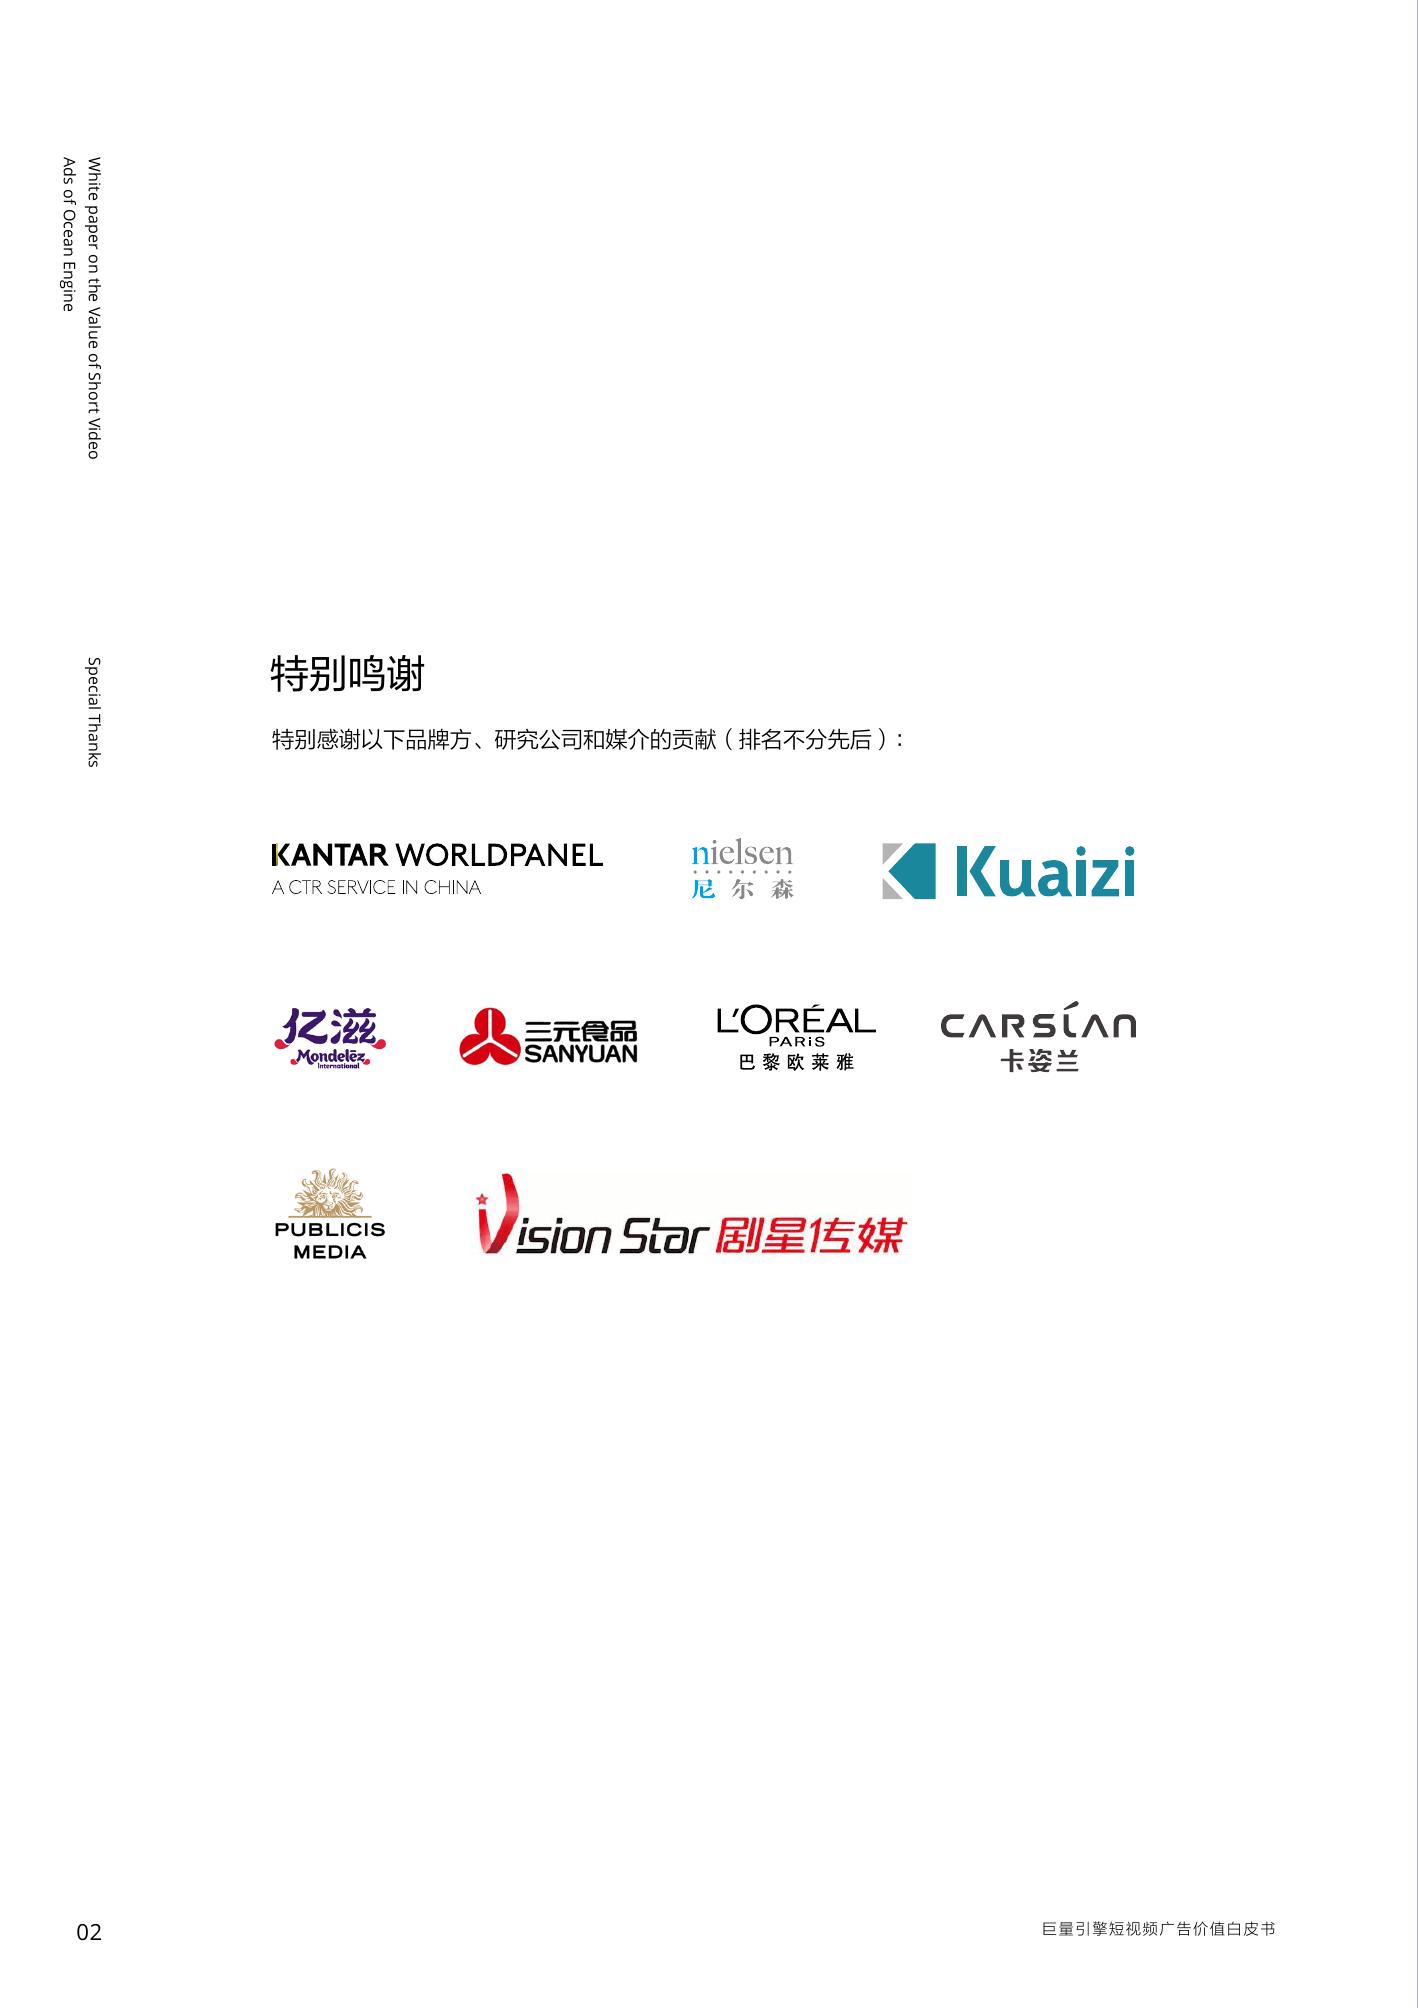 White paper on the Value of Short Video
Ads of Ocean Engine
Special Thanks
特别鸣谢
特别感谢以下品牌方、研究公司和媒介的贡献（排名不分先后）：
KANTAR WORLDPANEL
A CTR SERVICE IN CHINA
nielsen
尼尔森
Kuaizi
亿滋
Mondelēz
International
三元食品
SANYUAN
L'ORÉAL
PARiS
巴黎欧莱雅
CARSLAN
卡姿兰
PUBLICIS
MEDIA
Vision Star 剧星传媒
02
巨量引擎短视频广告价值白皮书